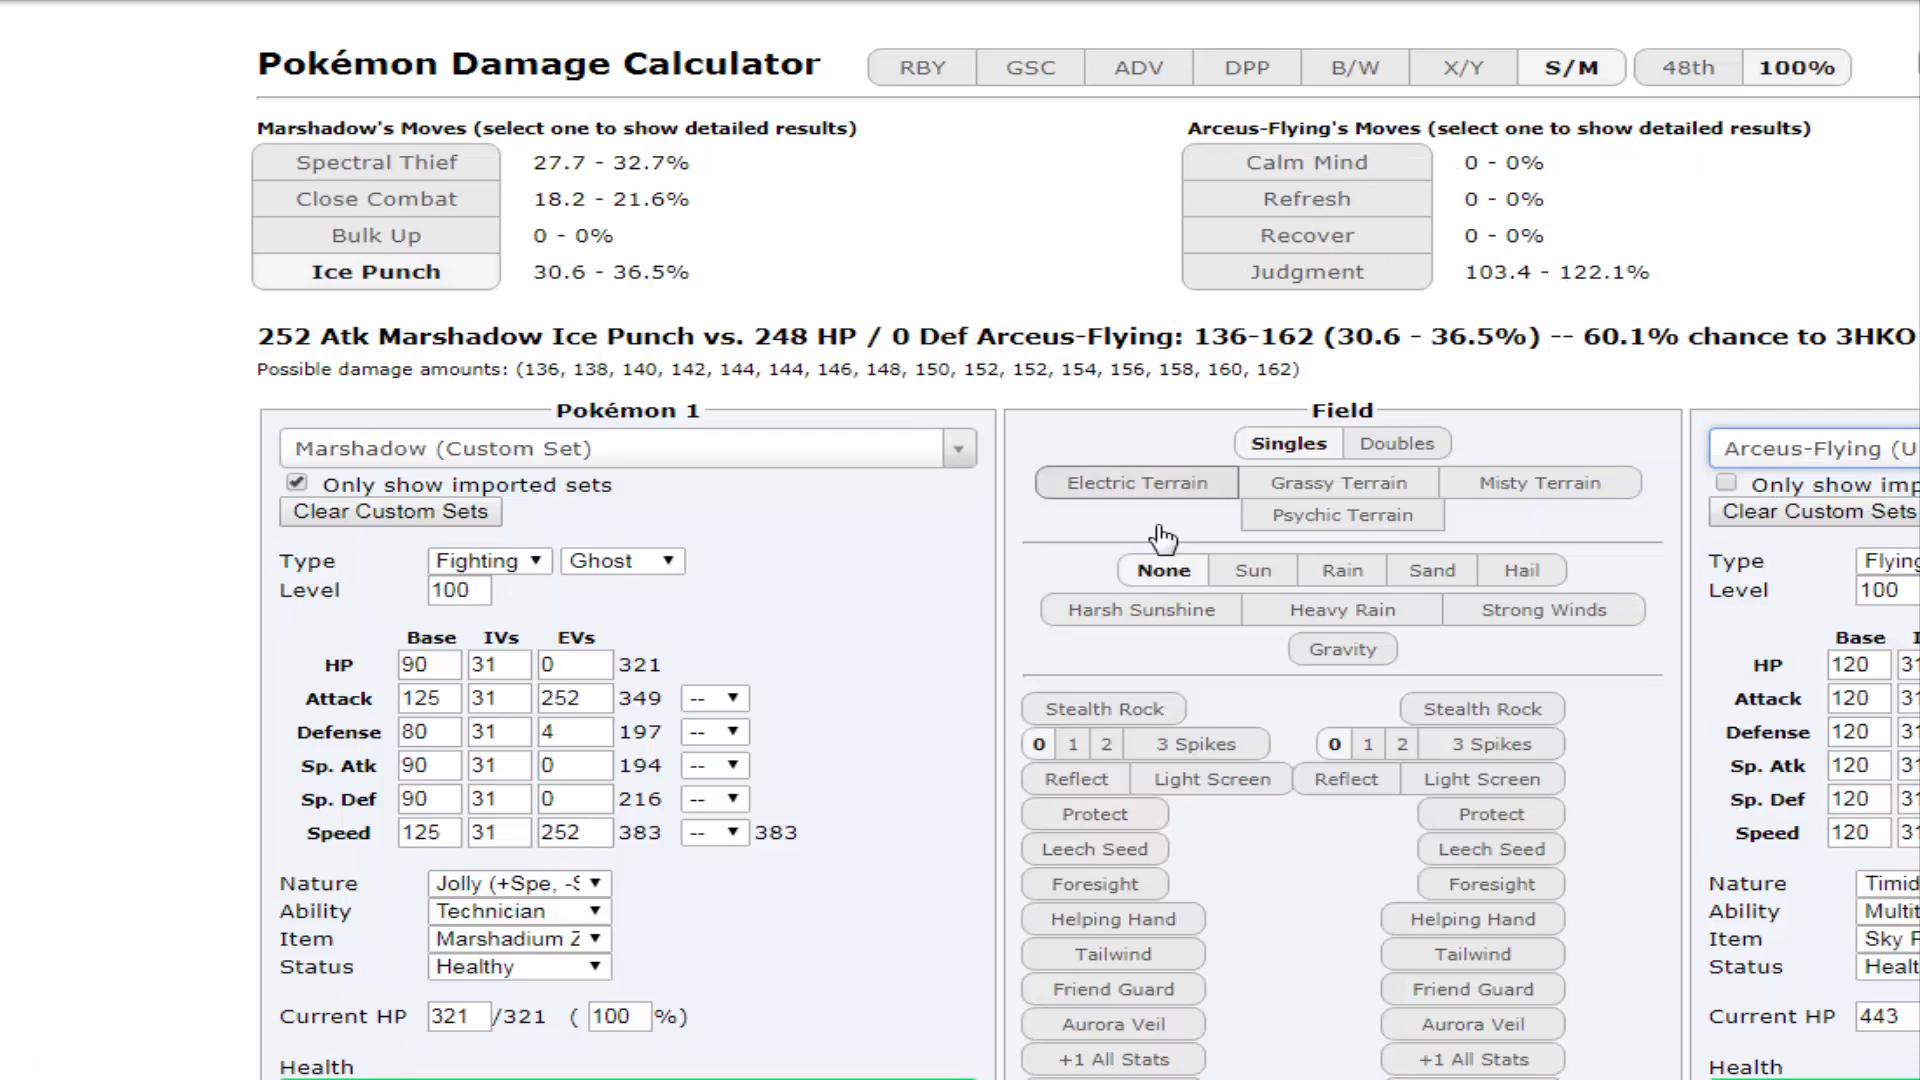 Pokémon Damage Calculator RBY GSC ADV DPP B/W X/Y S/M 48th 100%
Marshadow's Moves (select one to show detailed results)
Spectral Thief 27.7 - 32.7%
Close Combat 18.2 - 21.6%
Bulk Up 0 - 0%
Ice Punch 30.6 - 36.5%
Arceus-Flying's Moves (select one to show detailed results)
Calm Mind 0 - 0%
Refresh 0 - 0%
Recover 0 - 0%
Judgment 103.4 - 122.1%
252 Atk Marshadow Ice Punch vs. 248 HP / 0 Def Arceus-Flying: 136-162 (30.6 - 36.5%) -- 60.1% chance to 3HKO
Possible damage amounts: (136, 138, 140, 142, 144, 144, 146, 148, 150, 152, 152, 154, 156, 158, 160, 162)
Pokémon 1
Marshadow (Custom Set)
Only show imported sets
Clear Custom Sets
Type Fighting Ghost
Level 100
Base IVs EVs
HP 90 31 0 321
Attack 125 31 252 349 --
Defense 80 31 4 197 --
Sp. Atk 90 31 0 194 --
Sp. Def 90 31 0 216 --
Speed 125 31 252 383 -- 383
Nature Jolly (+Spe, -S
Ability Technician
Item Marshadium Z
Status Healthy
Current HP 321 /321 ( 100 %)
Health
Field
Singles Doubles
Electric Terrain Grassy Terrain Misty Terrain
Psychic Terrain
None Sun Rain Sand Hail
Harsh Sunshine Heavy Rain Strong Winds
Gravity
Stealth Rock Stealth Rock
0 1 2 3 Spikes 0 1 2 3 Spikes
Reflect Light Screen Reflect Light Screen
Protect Protect
Leech Seed Leech Seed
Foresight Foresight
Helping Hand Helping Hand
Tailwind Tailwind
Friend Guard Friend Guard
Aurora Veil Aurora Veil
+1 All Stats +1 All Stats
Arceus-Flying (U
Only show imp
Clear Custom Sets
Type Flying
Level 100
Base I
HP 120 31
Attack 120 31
Defense 120 31
Sp. Atk 120 31
Sp. Def 120 31
Speed 120 31
Nature Timid
Ability Multit
Item Sky P
Status Healt
Current HP 443
Health